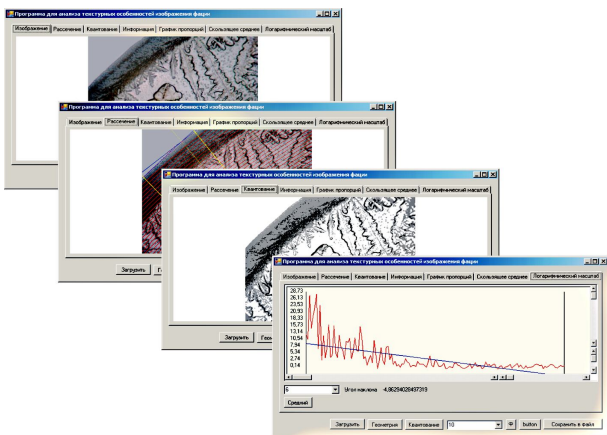 Программа для анализа текстурных особенностей изображения фации
Изображение Рассечение Квантование Информация График пропорций Скользящее среднее Логарифмический масштаб
Программа для анализа текстурных особенностей изображения фации
Изображение Рассечение Квантование Информация График пропорций Скользящее среднее Логарифмический масштаб
Загрузить
Программа для анализа текстурных особенностей изображения фации
Изображение Рассечение Квантование Информация График пропорций Скользящее среднее Логарифмический масштаб
Загрузить
Программа для анализа текстурных особенностей изображения фации
Изображение Рассечение Квантование Информация График пропорций Скользящее среднее Логарифмический масштаб
28,73
26,13
23,53
20,93
18,33
15,73
13,14
10,54
7,94
5,34
2,74
0,14
6 Угол наклона -4,86294028497319
Средний
Загрузить Геометрия Квантование 10 Ф button Сохранить в файл